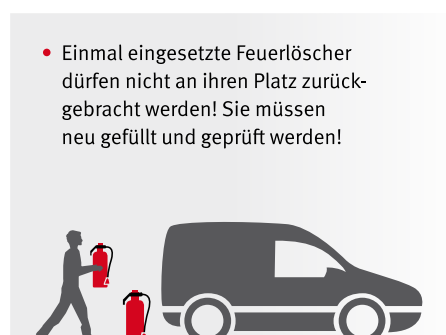 • Einmal eingesetzte Feuerlöscher
dürfen nicht an ihren Platz zurück-
gebracht werden! Sie müssen
neu gefüllt und geprüft werden!